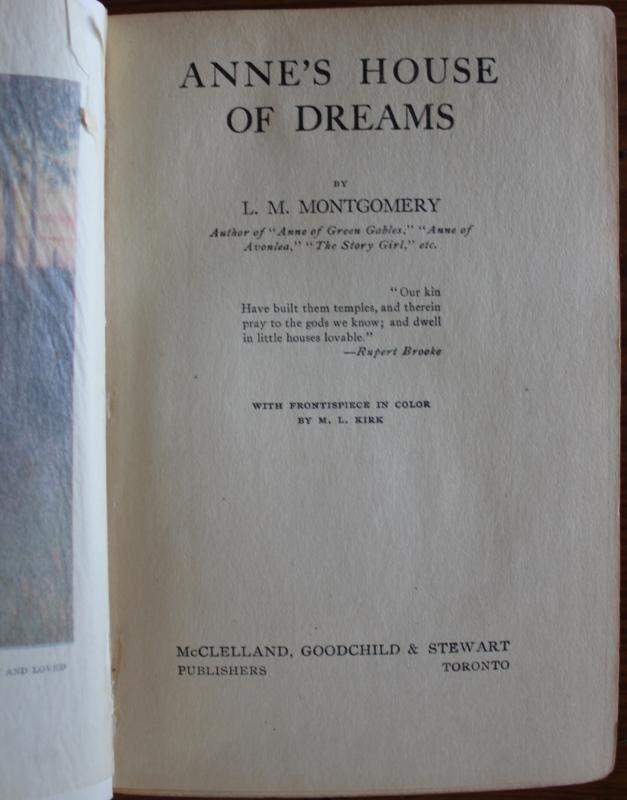 ANNE'S HOUSE
OF DREAMS
BY
L. M. MONTGOMERY
Author of "Anne of Green Gables," "Anne of
Avonlea," "The Story Girl," etc.
"Our kin
Have built them temples, and therein
pray to the gods we know; and dwell
in little houses lovable."
—Rupert Brooke
WITH FRONTISPIECE IN COLOR
BY M. L. KIRK
McCLELLAND, GOODCHILD & STEWART
PUBLISHERS TORONTO
AND LOVED